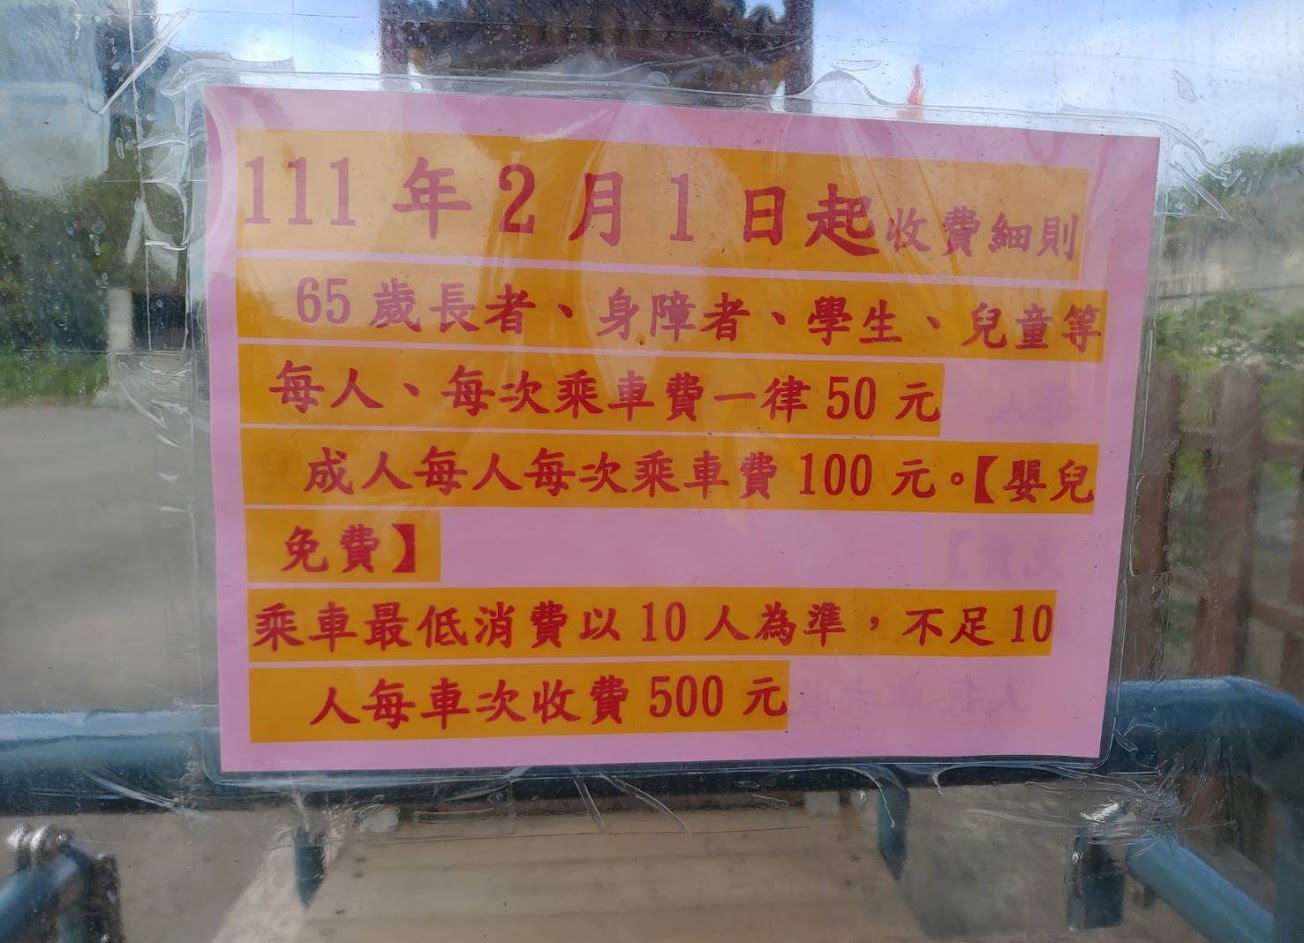 111 年 2 月 1 日起收費細則
65 歲長者、身障者、學生、兒童等
每人、每次乘車費一律 50 元
成人每人每次乘車費 100 元。【嬰兒
免費】
乘車最低消費以 10 人為準，不足 10
人每車次收費 500 元